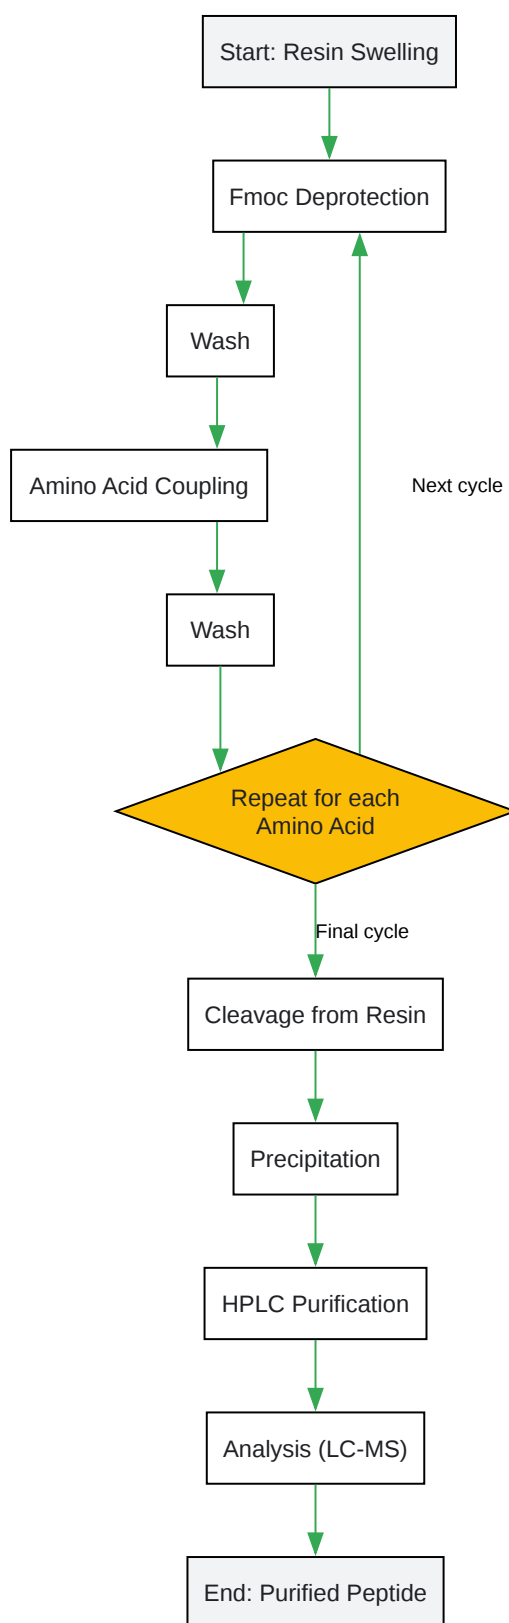 Start: Resin Swelling
Fmoc Deprotection
Wash
Amino Acid Coupling
Next cycle
Wash
Repeat for each
Amino Acid
Final cycle
Cleavage from Resin
Precipitation
HPLC Purification
Analysis (LC-MS)
End: Purified Peptide